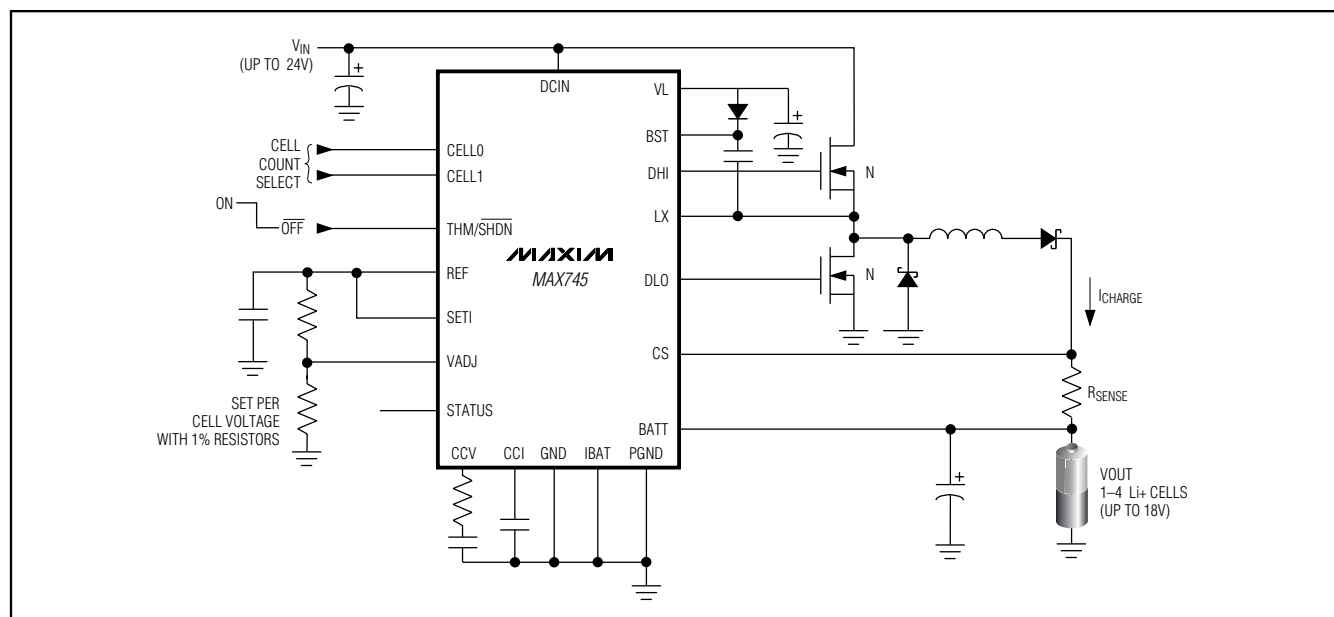 VIN
(UP TO 24V)
DCIN
VL
BST
DHI
N
LX
CELL
COUNT
SELECT
CELL0
CELL1
ON
OFF
THM/SHDN
MAXIM
MAX745
REF
SETI
VADJ
DLO
N
ICHARGE
CS
RSENSE
SET PER
CELL VOLTAGE
WITH 1% RESISTORS
STATUS
BATT
CCV
CCI
GND
IBAT
PGND
VOUT
1–4 Li+ CELLS
(UP TO 18V)